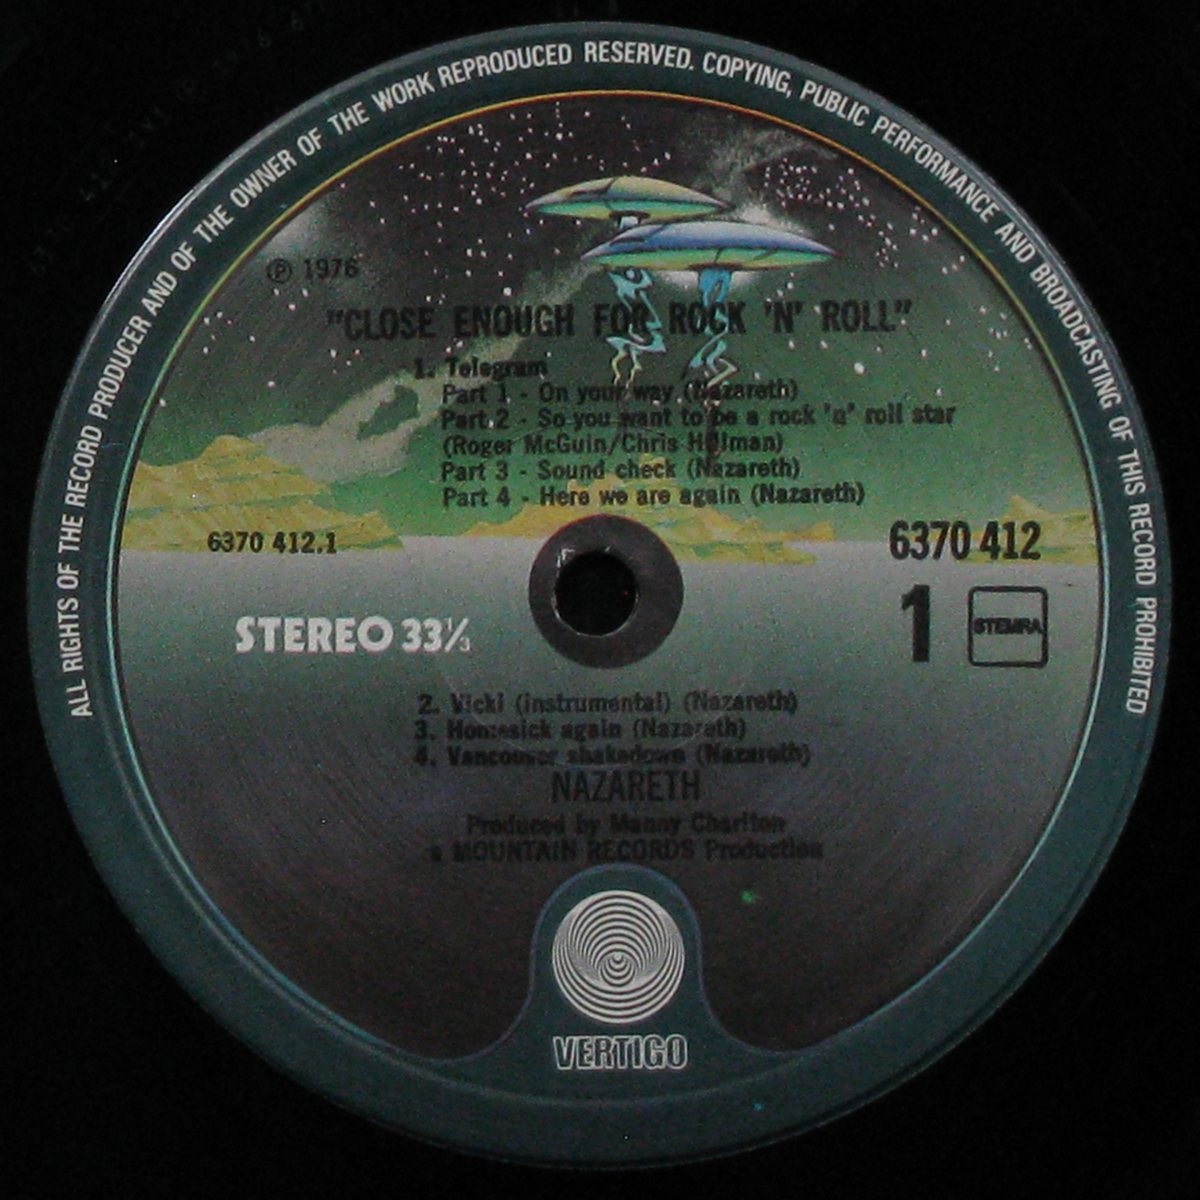 ALL RIGHTS OF THE RECORD PRODUCER AND OF THE OWNER OF THE WORK REPRODUCED RESERVED. COPYING, PUBLIC PERFORMANCE AND BROADCASTING OF THIS RECORD PROHIBITED
℗ 1976
"CLOSE ENOUGH FOR ROCK 'N' ROLL"
1. Telegram
Part 1 - On your way (Nazareth)
Part 2 - So you want to be a rock 'n' roll star
(Roger McGuin/Chris Hillman)
Part 3 - Sound check (Nazareth)
Part 4 - Here we are again (Nazareth)
6370 412.1
6370 412
1
STEMRA
STEREO 33⅓
2. Vicki (instrumental) (Nazareth)
3. Homesick again (Nazareth)
4. Vancouver shakedown (Nazareth)
NAZARETH
Produced by Manny Charlton
a MOUNTAIN RECORDS Production
VERTIGO